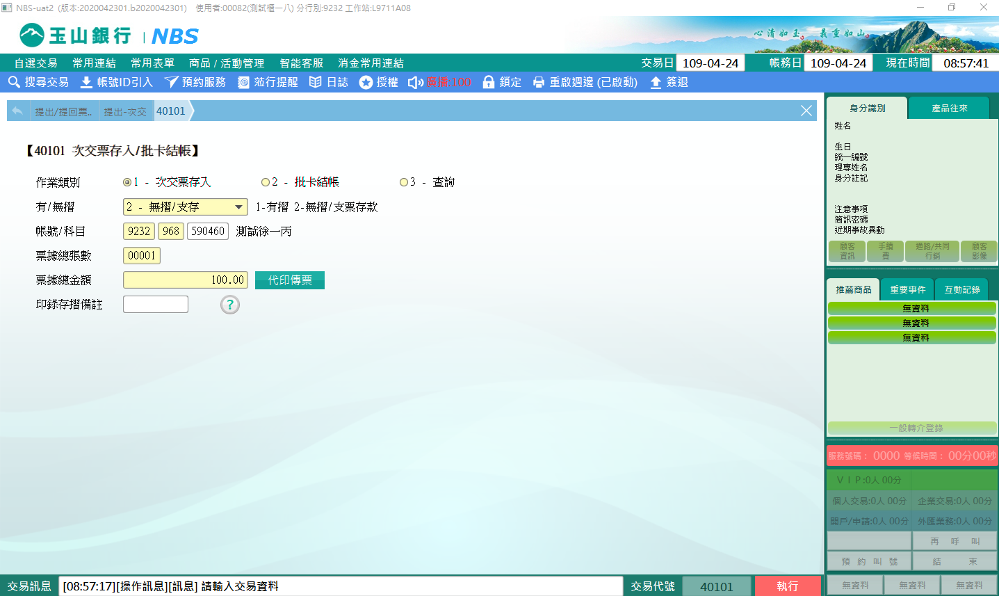 NBS-uat2 (版本:2020042301.b2020042301) 使用者:00082(測試櫃一八) 分行別:9232 工作站:L9711A08
玉山銀行 | NBS
心清如玉。義重如山。
自選交易 常用連結 常用表單 商品 / 活動管理 智能客服 消金常用連結 交易日 109-04-24 帳務日 109-04-24 現在時間 08:57:41
搜尋交易 帳號ID引入 預約服務 蒞行提醒 日誌 授權 廣播:100 鎖定 重啟週邊 (已啟動) 簽退
提出/提回票.. 提出-次交 40101
【40101 次交票存入/批卡結帳】
作業類別 1 - 次交票存入 2 - 批卡結帳 3 - 查詢
有/無摺 2 - 無摺/支存 1-有摺 2-無摺/支票存款
帳號/科目 9232 968 590460 測試徐一丙
票據總張數 00001
票據總金額 100.00 代印傳票
印錄存摺備註 ?
交易訊息 [08:57:17][操作訊息][訊息] 請輸入交易資料 交易代號 40101 執行
身分識別 產品往來
姓名
生日
統一編號
理專姓名
身分註記
注意事項
簡訊密碼
近期事故異動
顧客資訊 手續費 通路/共同行銷 顧客影像
推薦商品 重要事件 互動記錄
無資料
無資料
無資料
一般轉介登錄
服務號碼： 0000 等候時間： 00分00秒
ＶＩＰ:0人 00分
個人交易:0人 00分 企業交易:0人 00分
開戶/申請:0人 00分 外匯業務:0人 00分
再 呼 叫
預 約 叫 號 結 束
無資料 無資料 無資料